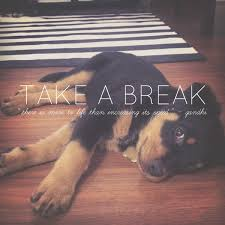 TAKE A BREAK
"there is more to life than increasing its speed" - gandhi